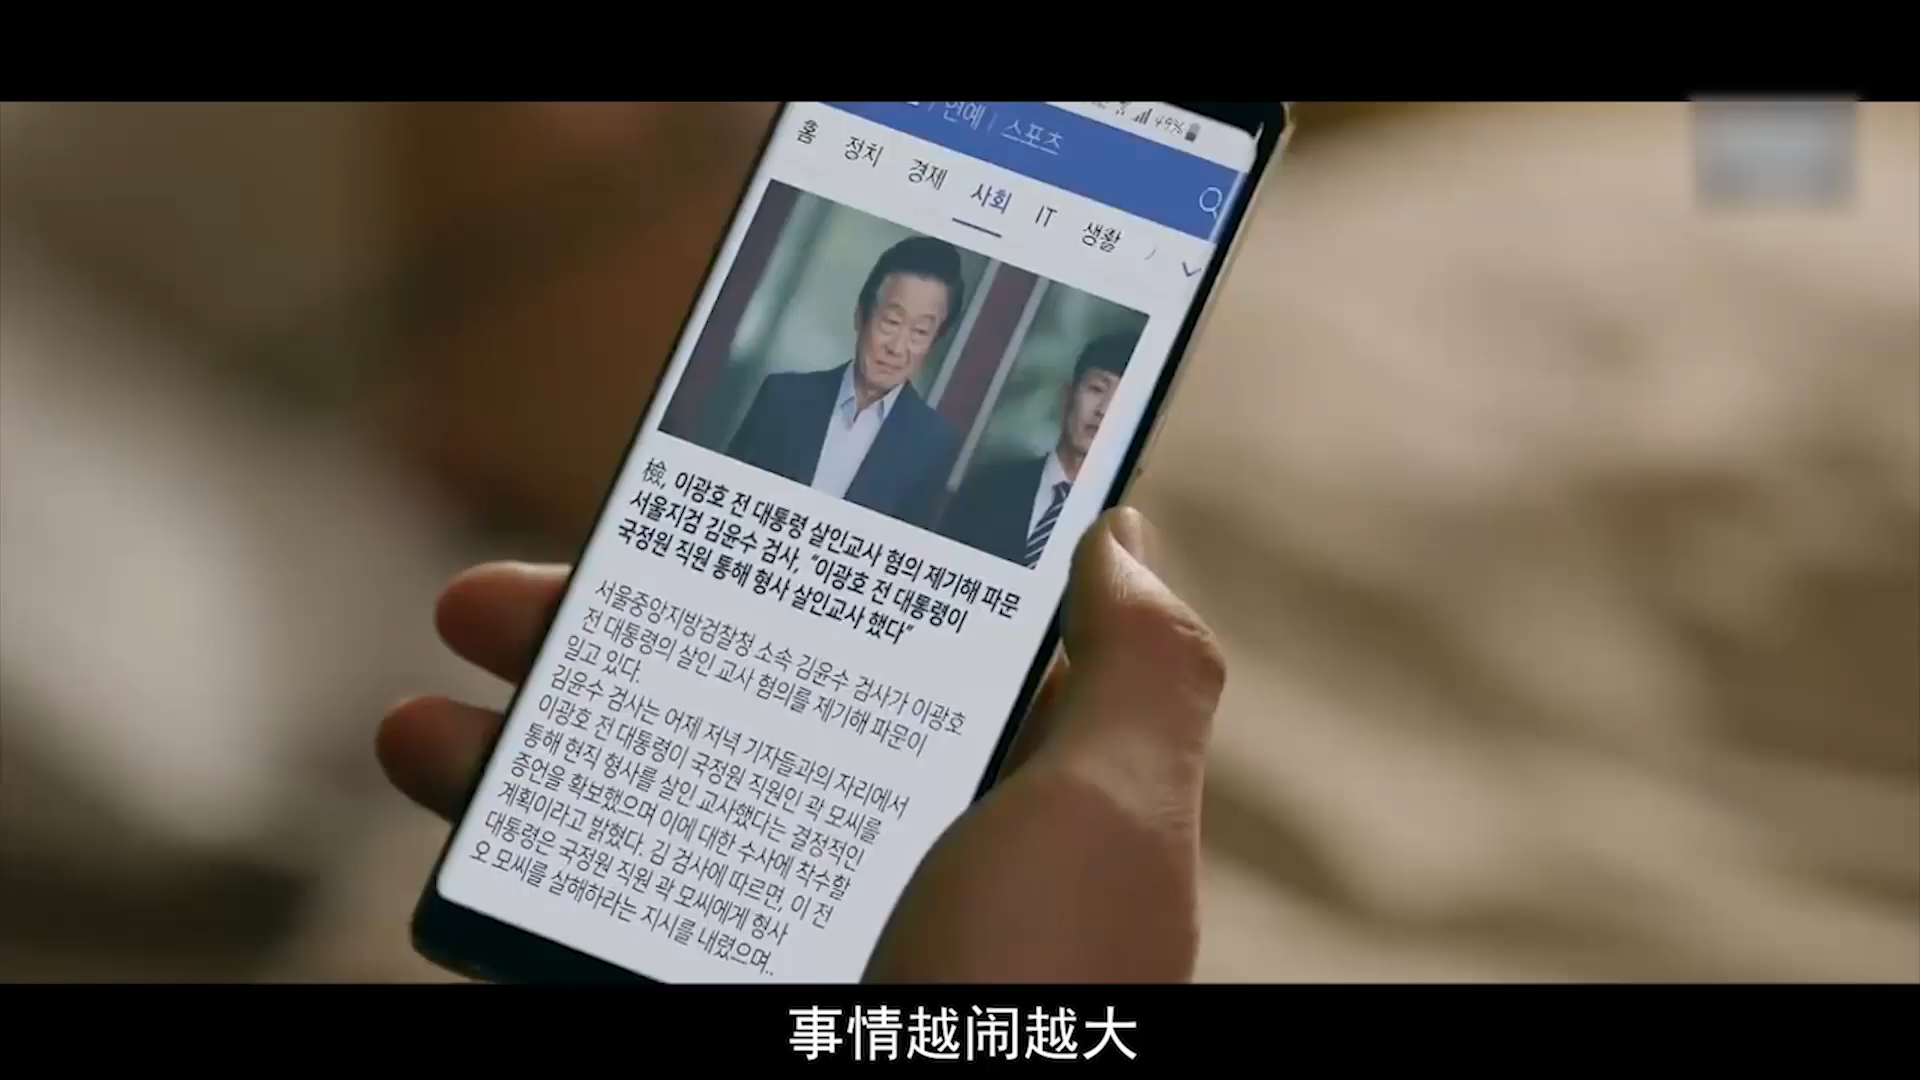 연예 | 스포츠
49%
홈 정치 경제 사회 IT 생활
檢, 이광호 전 대통령 살인교사 혐의 제기해 파문
서울지검 김윤수 검사, “이광호 전 대통령이
국정원 직원 통해 형사 살인교사 했다”
서울중앙지방검찰청 소속 김윤수 검사가 이광호
전 대통령의 살인 교사 혐의를 제기해 파문이
일고 있다.
김윤수 검사는 어제 저녁 기자들과의 자리에서
이광호 전 대통령이 국정원 직원인 곽 모씨를
통해 현직 형사를 살인 교사했다는 결정적인
증언을 확보했으며 이에 대한 수사에 착수할
계획이라고 밝혔다. 김 검사에 따르면, 이 전
대통령은 국정원 직원 곽 모씨에게 형사
오 모씨를 살해하라는 지시를 내렸으며..
事情越闹越大